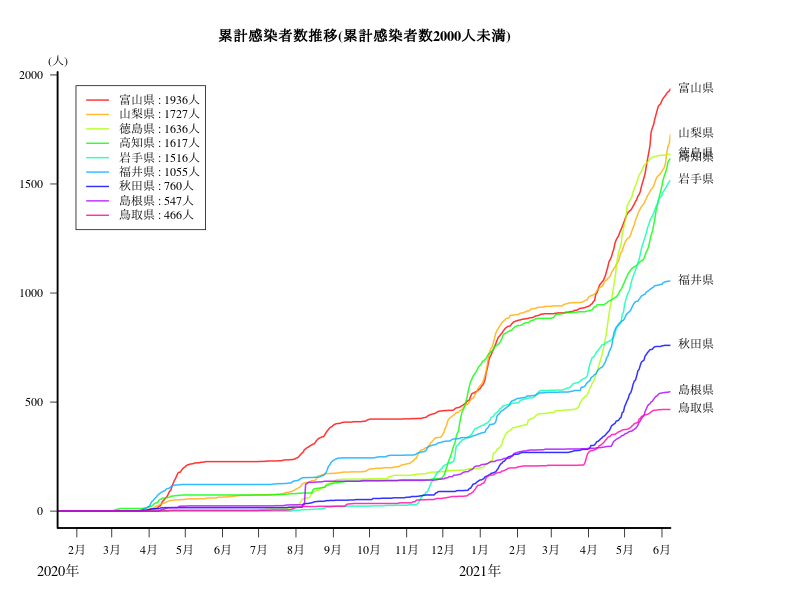 累計感染者数推移(累計感染者数2000人未満)
(人)
2000
1500
1000
500
0
富山県 : 1936人
山梨県 : 1727人
徳島県 : 1636人
高知県 : 1617人
岩手県 : 1516人
福井県 : 1055人
秋田県 : 760人
島根県 : 547人
鳥取県 : 466人
富山県
山梨県
徳島県
高知県
岩手県
福井県
秋田県
島根県
鳥取県
2月 3月 4月 5月 6月 7月 8月 9月 10月 11月 12月 1月 2月 3月 4月 5月 6月
2020年 2021年